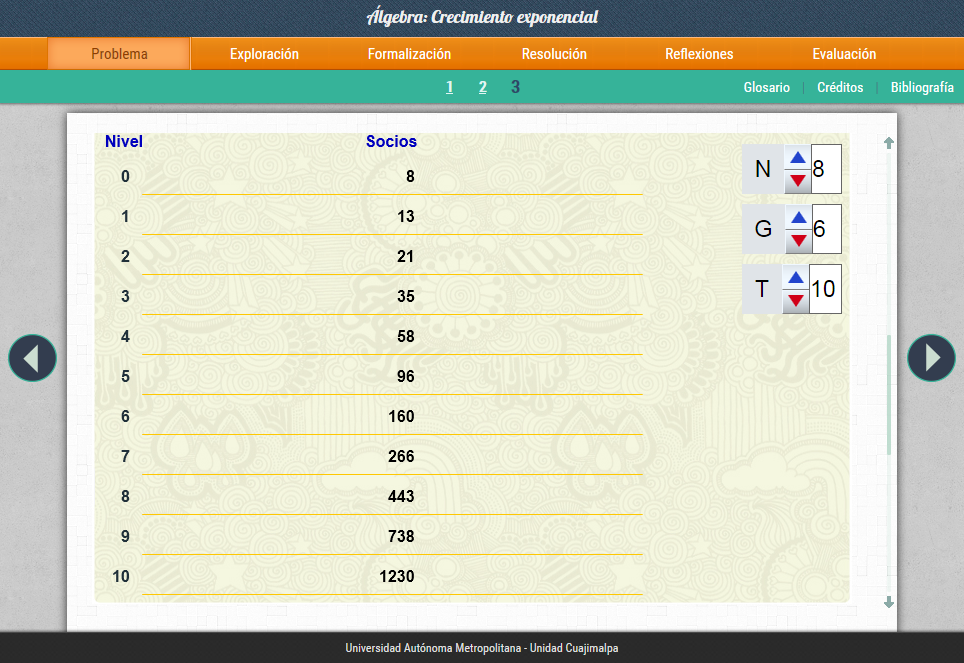 Álgebra: Crecimiento exponencial
Problema Exploración Formalización Resolución Reflexiones Evaluación
1 2 3 Glosario | Créditos | Bibliografía
Nivel Socios
0 8
1 13
2 21
3 35
4 58
5 96
6 160
7 266
8 443
9 738
10 1230
N 8
G 6
T 10
Universidad Autónoma Metropolitana - Unidad Cuajimalpa